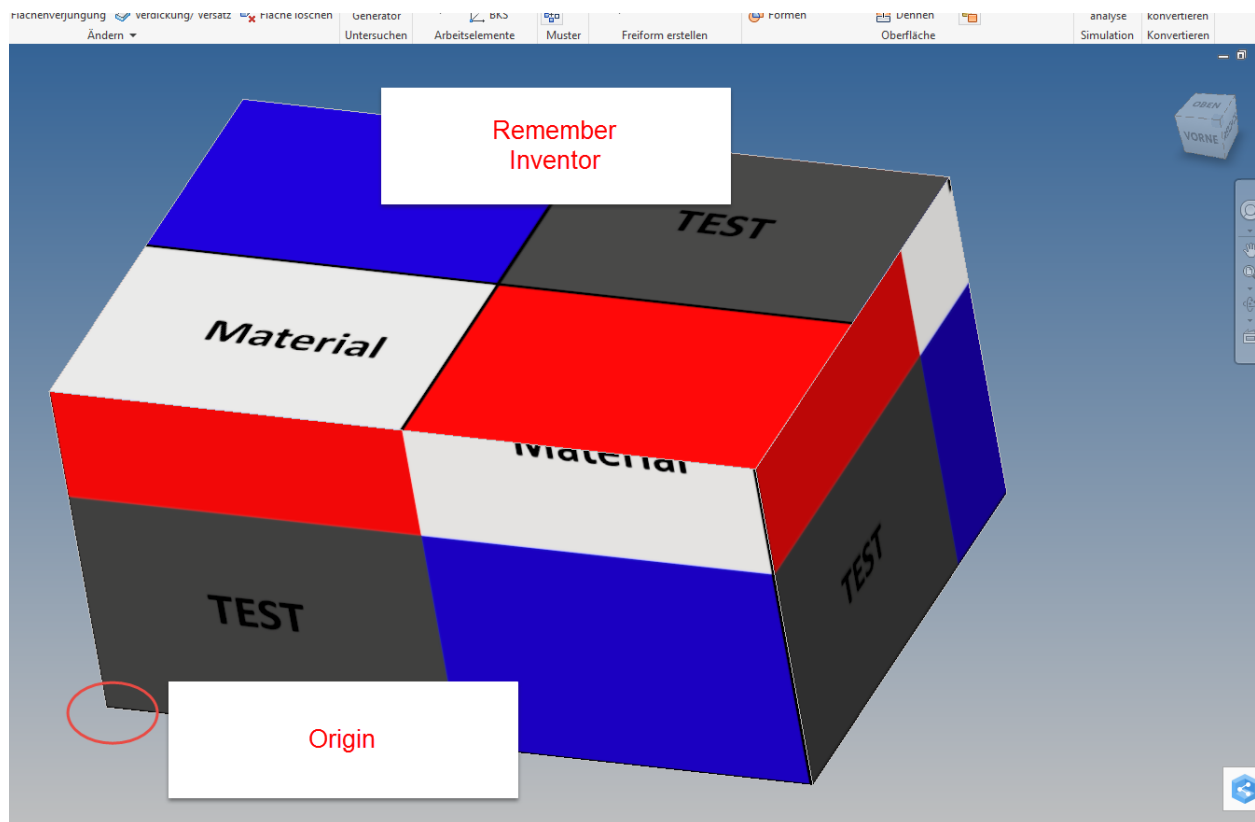 Flächenverjüngung Verdickung/ Versatz Fläche löschen Generator BKS Formen Dehnen analyse konvertieren
Ändern Untersuchen Arbeitselemente Muster Freiform erstellen Oberfläche Simulation Konvertieren
Remember
Inventor
OBEN
VORNE
TEST
Material
Material
TEST
TEST
Origin